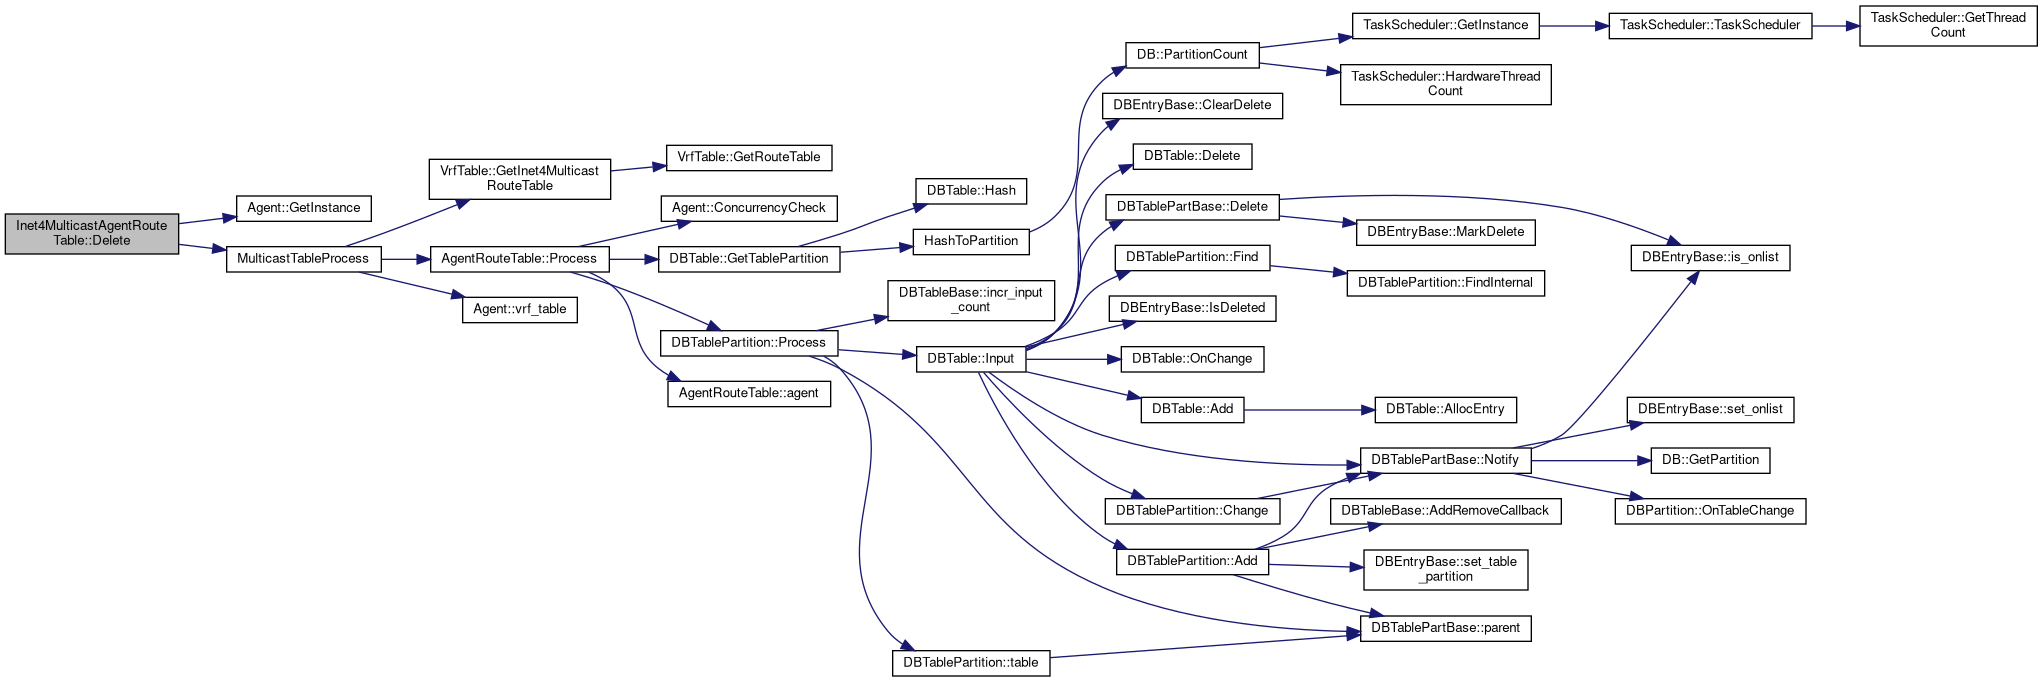 Inet4MulticastAgentRoute
Table::Delete
Agent::GetInstance
MulticastTableProcess
VrfTable::GetInet4Multicast
RouteTable
VrfTable::GetRouteTable
AgentRouteTable::Process
Agent::vrf_table
Agent::ConcurrencyCheck
DBTable::GetTablePartition
DBTablePartition::Process
AgentRouteTable::agent
DBTable::Hash
HashToPartition
DBTableBase::incr_input
_count
DBTable::Input
DBTablePartition::table
DB::PartitionCount
DBEntryBase::ClearDelete
DBTable::Delete
DBTablePartBase::Delete
DBTablePartition::Find
DBEntryBase::IsDeleted
DBTable::OnChange
DBTable::Add
DBTablePartition::Change
DBTablePartition::Add
TaskScheduler::GetInstance
TaskScheduler::HardwareThread
Count
DBEntryBase::MarkDelete
DBTablePartition::FindInternal
DBTable::AllocEntry
DBTablePartBase::Notify
DBTableBase::AddRemoveCallback
DBEntryBase::set_table
_partition
DBTablePartBase::parent
TaskScheduler::TaskScheduler
DBEntryBase::is_onlist
DBEntryBase::set_onlist
DB::GetPartition
DBPartition::OnTableChange
TaskScheduler::GetThread
Count